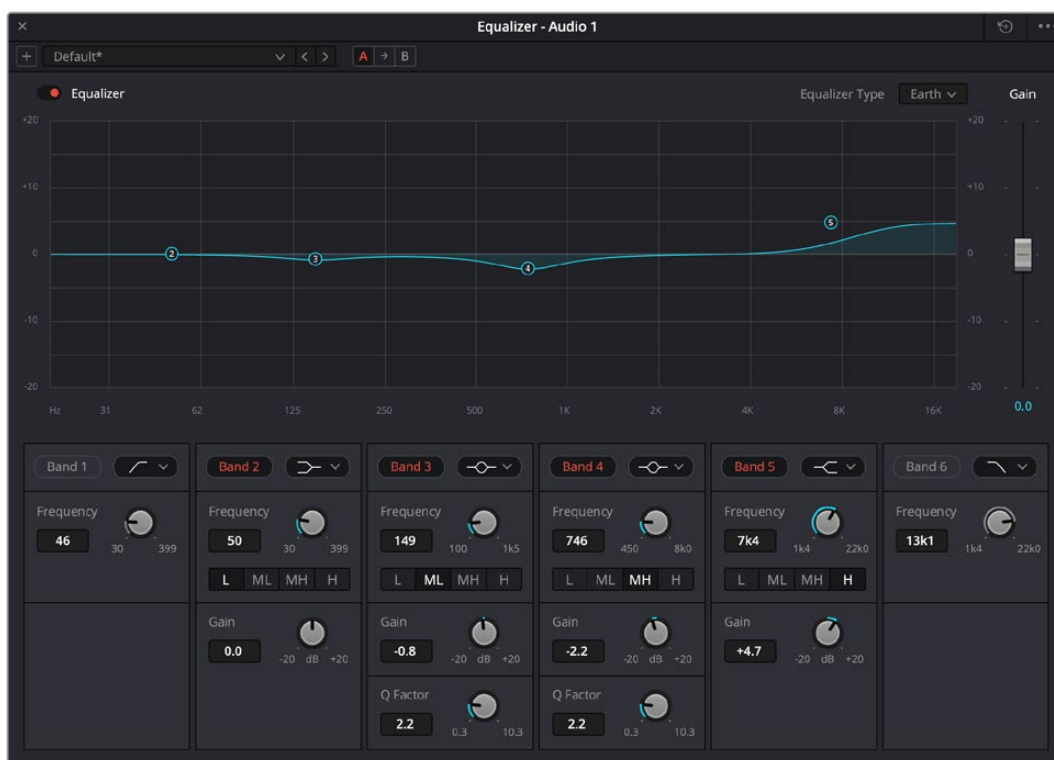 Equalizer - Audio 1
Default*
A B
Equalizer
Equalizer Type Earth Gain
+20 +20
+10 +10
0 0
-10 -10
-20 -20
Hz 31 62 125 250 500 1K 2K 4K 8K 16K 0.0
2 3 4 5
Band 1 Band 2 Band 3 Band 4 Band 5 Band 6
Frequency Frequency Frequency Frequency Frequency Frequency
46 30 399 50 30 399 149 100 1k5 746 450 8k0 7k4 1k4 22k0 13k1 1k4 22k0
L ML MH H L ML MH H L ML MH H L ML MH H
Gain Gain Gain Gain
0.0 -20 dB +20 -0.8 -20 dB +20 -2.2 -20 dB +20 +4.7 -20 dB +20
Q Factor Q Factor
2.2 0.3 10.3 2.2 0.3 10.3